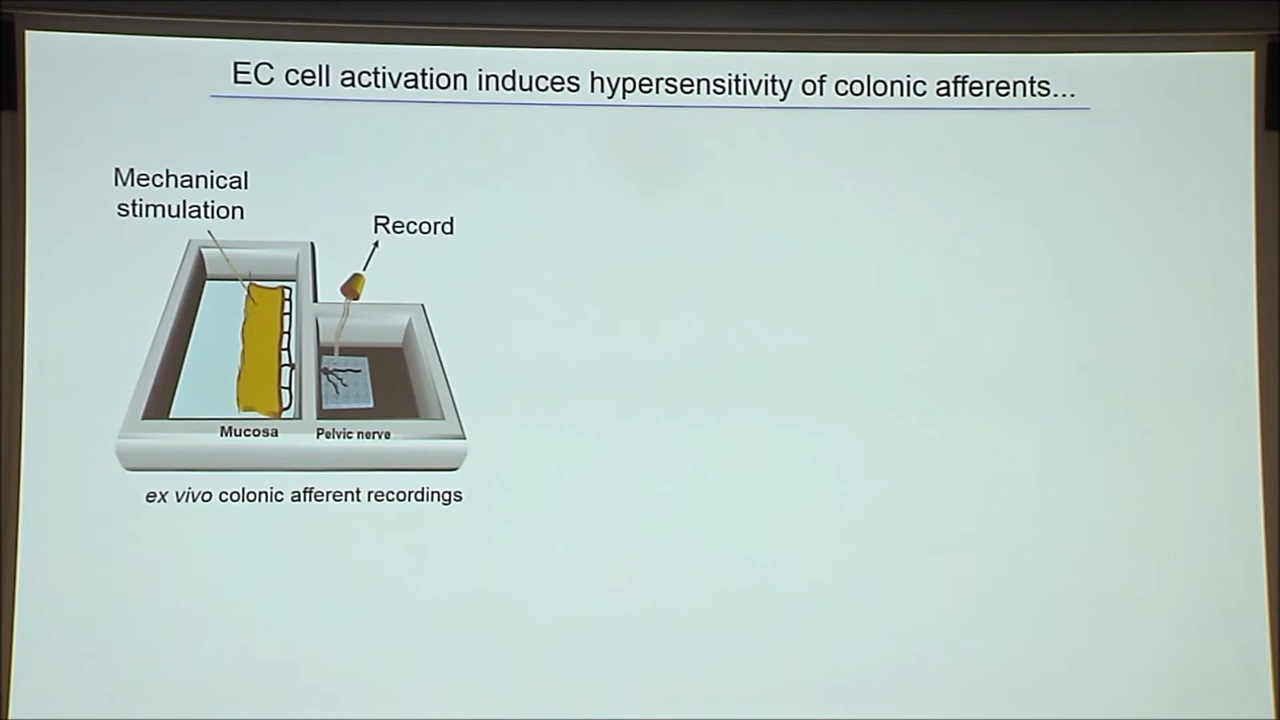 EC cell activation induces hypersensitivity of colonic afferents...
Mechanical
stimulation
Record
Mucosa
Pelvic nerve
ex vivo colonic afferent recordings